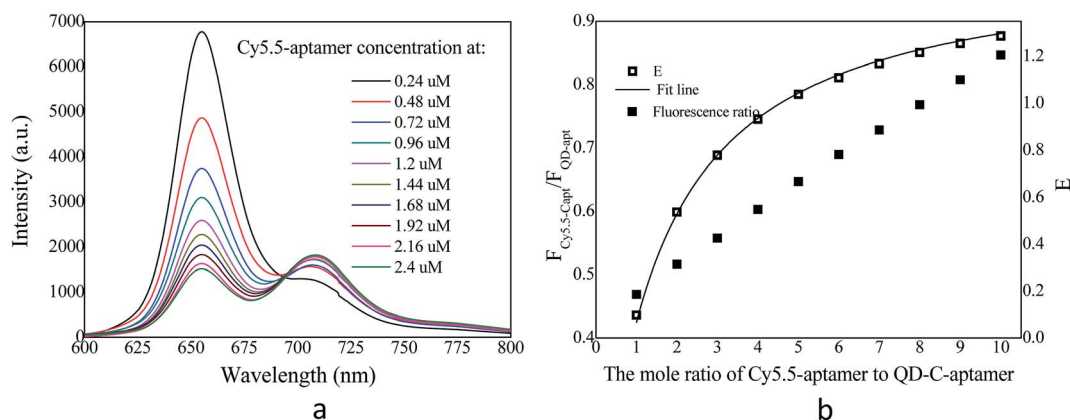 7000
6000
5000
4000
3000
2000
1000
0
Intensity (a.u.)
Cy5.5-aptamer concentration at:
0.24 uM
0.48 uM
0.72 uM
0.96 uM
1.2 uM
1.44 uM
1.68 uM
1.92 uM
2.16 uM
2.4 uM
600 625 650 675 700 725 750 775 800
Wavelength (nm)
a
0.9
0.8
0.7
0.6
0.5
0.4
F Cy5.5-Capt/F QD-apt
E
Fit line
Fluorescence ratio
1.2
1.0
0.8
0.6
0.4
0.2
0.0
E
0 1 2 3 4 5 6 7 8 9 10
The mole ratio of Cy5.5-aptamer to QD-C-aptamer
b